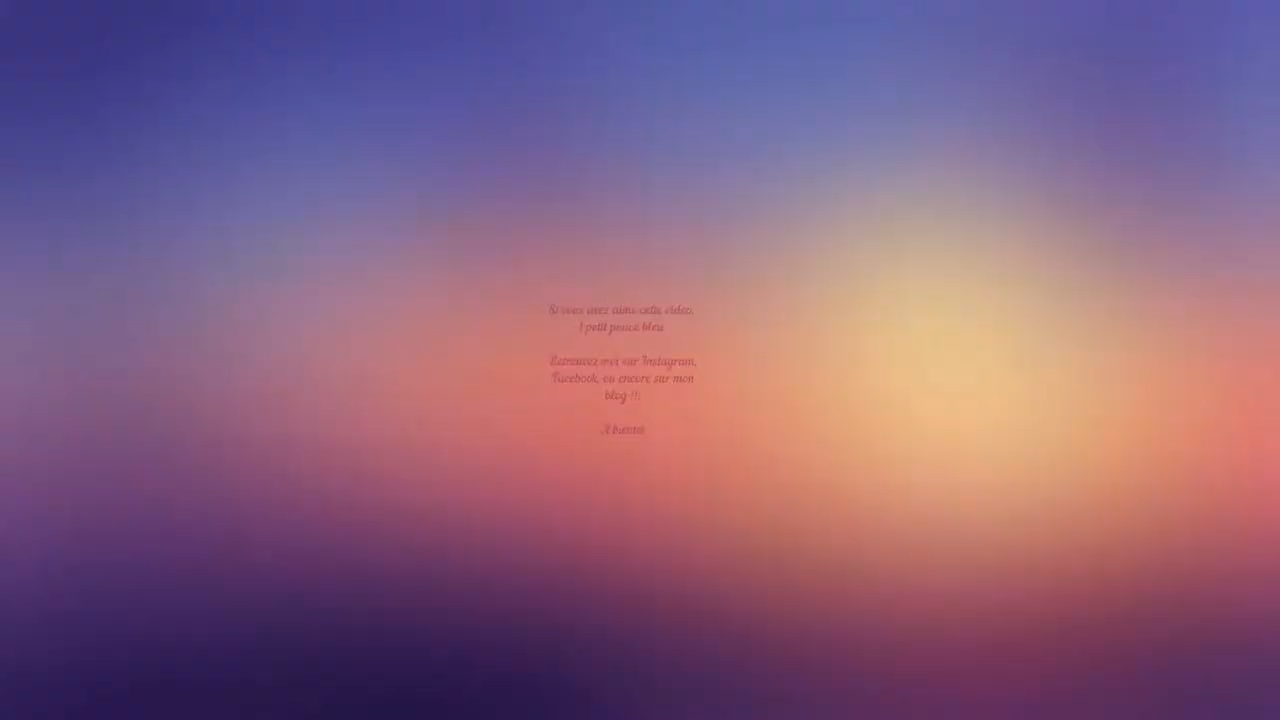 Si vous avez aimé cette video,
1 petit pouce bleu
Retrouvez moi sur Instagram,
Facebook, ou encore sur mon
blog !!!
A bientôt